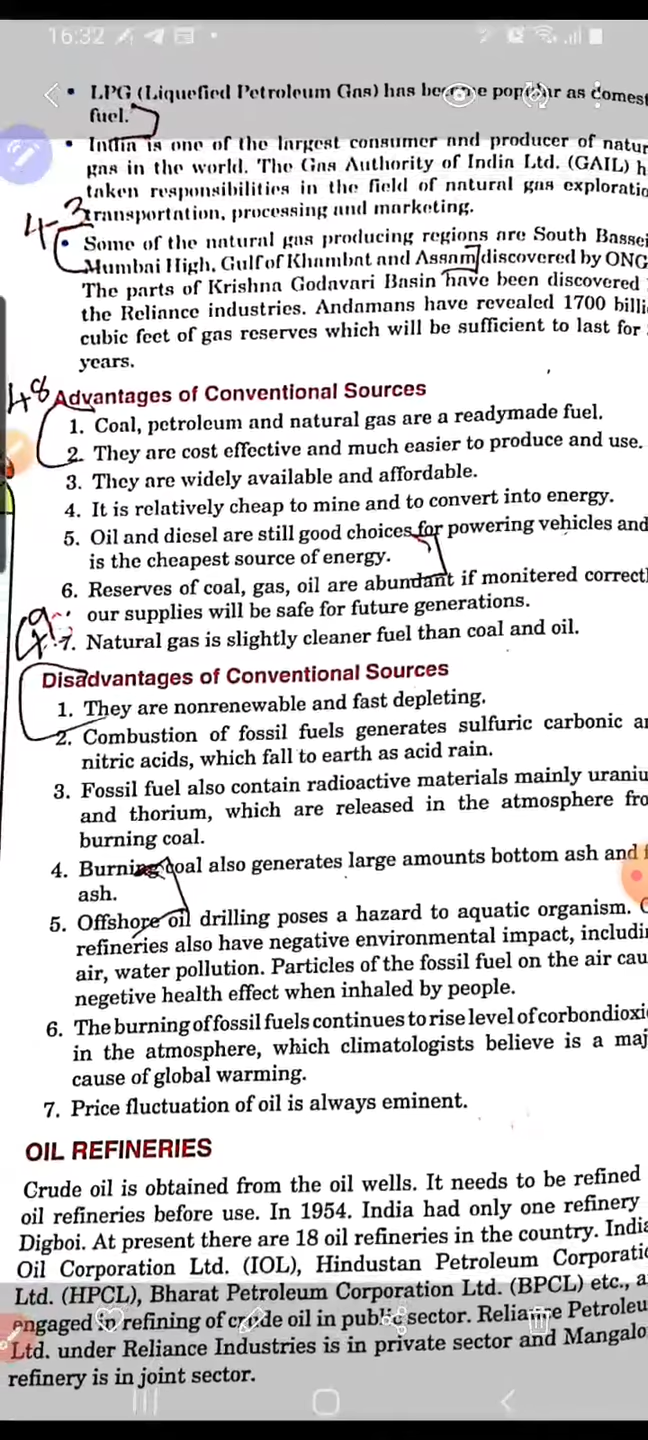 16:32
LPG (Liquefied Petroleum Gas) has become popular as domest
fuel.
India is one of the largest consumer and producer of natur
gas in the world. The Gas Authority of India Ltd. (GAIL) h
taken responsibilities in the field of natural gas exploratio
4-3 transportation, processing and marketing.
Some of the natural gas producing regions are South Bassei
Mumbai High, Gulf of Khambat and Assam discovered by ONG
The parts of Krishna Godavari Basin have been discovered
the Reliance industries. Andamans have revealed 1700 billi
cubic feet of gas reserves which will be sufficient to last for
years.
48 Advantages of Conventional Sources
1. Coal, petroleum and natural gas are a readymade fuel.
2. They are cost effective and much easier to produce and use.
3. They are widely available and affordable.
4. It is relatively cheap to mine and to convert into energy.
5. Oil and diesel are still good choices for powering vehicles and
is the cheapest source of energy.
6. Reserves of coal, gas, oil are abundant if monitered correctl
our supplies will be safe for future generations.
7. Natural gas is slightly cleaner fuel than coal and oil.
Disadvantages of Conventional Sources
1. They are nonrenewable and fast depleting.
2. Combustion of fossil fuels generates sulfuric carbonic an
nitric acids, which fall to earth as acid rain.
3. Fossil fuel also contain radioactive materials mainly uraniu
and thorium, which are released in the atmosphere fro
burning coal.
4. Burning coal also generates large amounts bottom ash and f
ash.
5. Offshore oil drilling poses a hazard to aquatic organism. O
refineries also have negative environmental impact, includi
air, water pollution. Particles of the fossil fuel on the air cau
negetive health effect when inhaled by people.
6. The burning of fossil fuels continues to rise level of corbondioxi
in the atmosphere, which climatologists believe is a maj
cause of global warming.
7. Price fluctuation of oil is always eminent.
OIL REFINERIES
Crude oil is obtained from the oil wells. It needs to be refined
oil refineries before use. In 1954. India had only one refinery
Digboi. At present there are 18 oil refineries in the country. India
Oil Corporation Ltd. (IOL), Hindustan Petroleum Corporatio
Ltd. (HPCL), Bharat Petroleum Corporation Ltd. (BPCL) etc., a
engaged in refining of crude oil in public sector. Reliance Petroleu
Ltd. under Reliance Industries is in private sector and Mangalo
refinery is in joint sector.